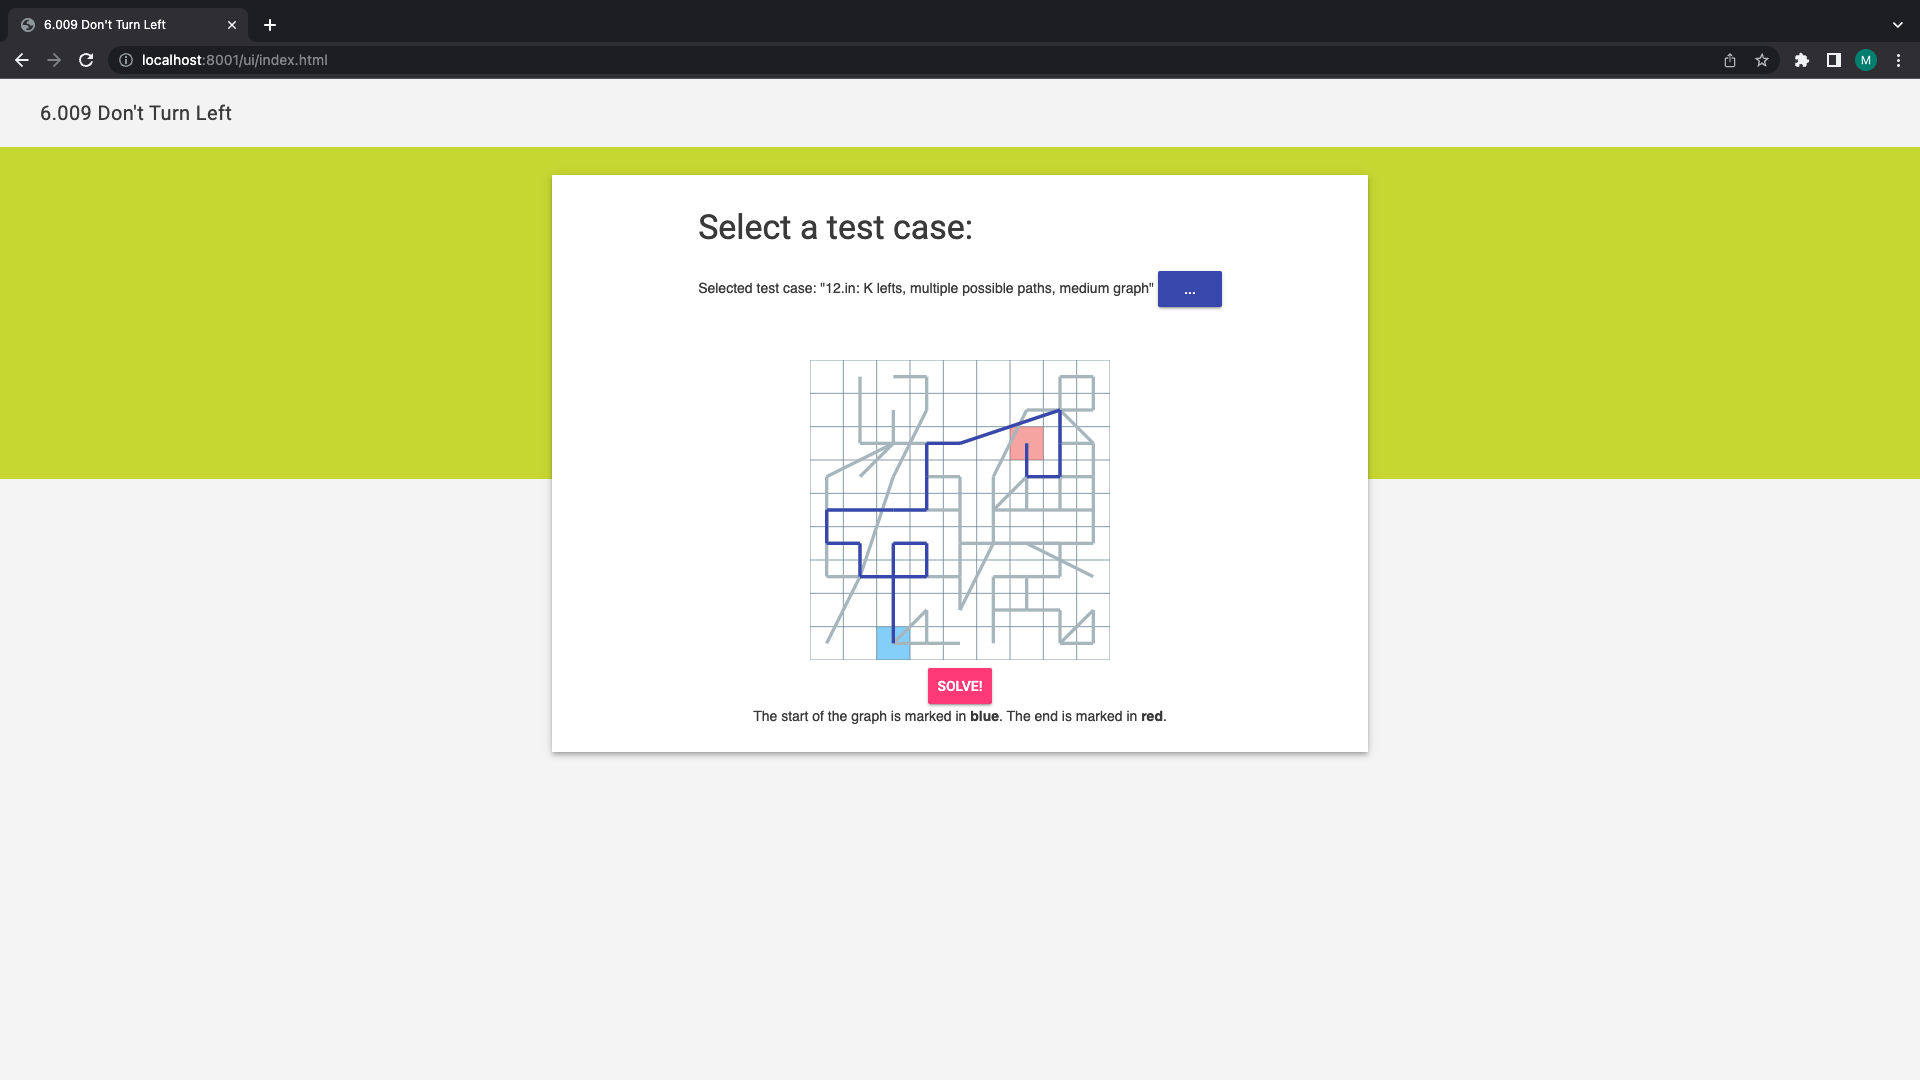 6.009 Don't Turn Left
localhost:8001/ui/index.html
M
6.009 Don't Turn Left
Select a test case:
Selected test case: "12.in: K lefts, multiple possible paths, medium graph" ...
SOLVE!
The start of the graph is marked in blue. The end is marked in red.